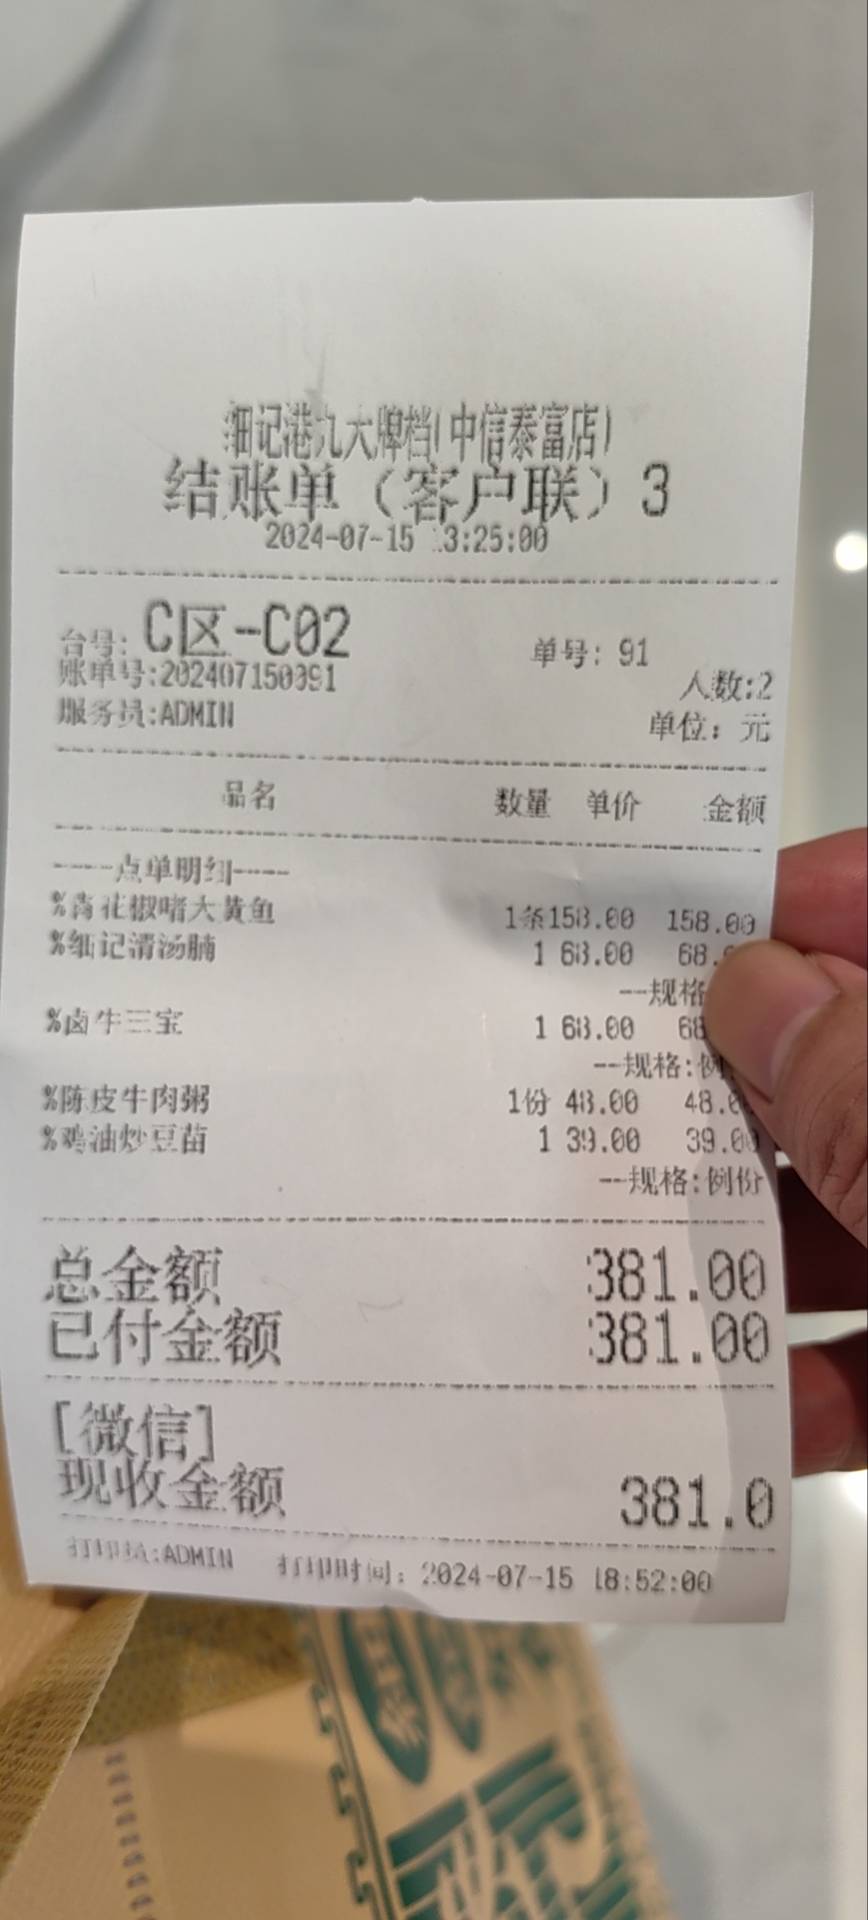 细记港九大牌档(中信泰富店)
结账单（客户联）3
2024-07-15 3:25:00
台号: C区-C02
单号: 91
账单号:202407150091
人数:2
服务员:ADMIN
单位: 元
品名 数量 单价 金额
----点单明细----
%青花椒啫大黄鱼 1条158.00 158.00
%细记清汤腩 1 68.00 68.
--规格
%卤牛三宝 1 68.00 68
--规格:例
%陈皮牛肉粥 1份 48.00 48.0
%鸡油炒豆苗 1 39.00 39.00
--规格:例份
总金额 381.00
已付金额 381.00
[微信]
现收金额 381.0
打印员:ADMIN 打印时间: 2024-07-15 18:52:00